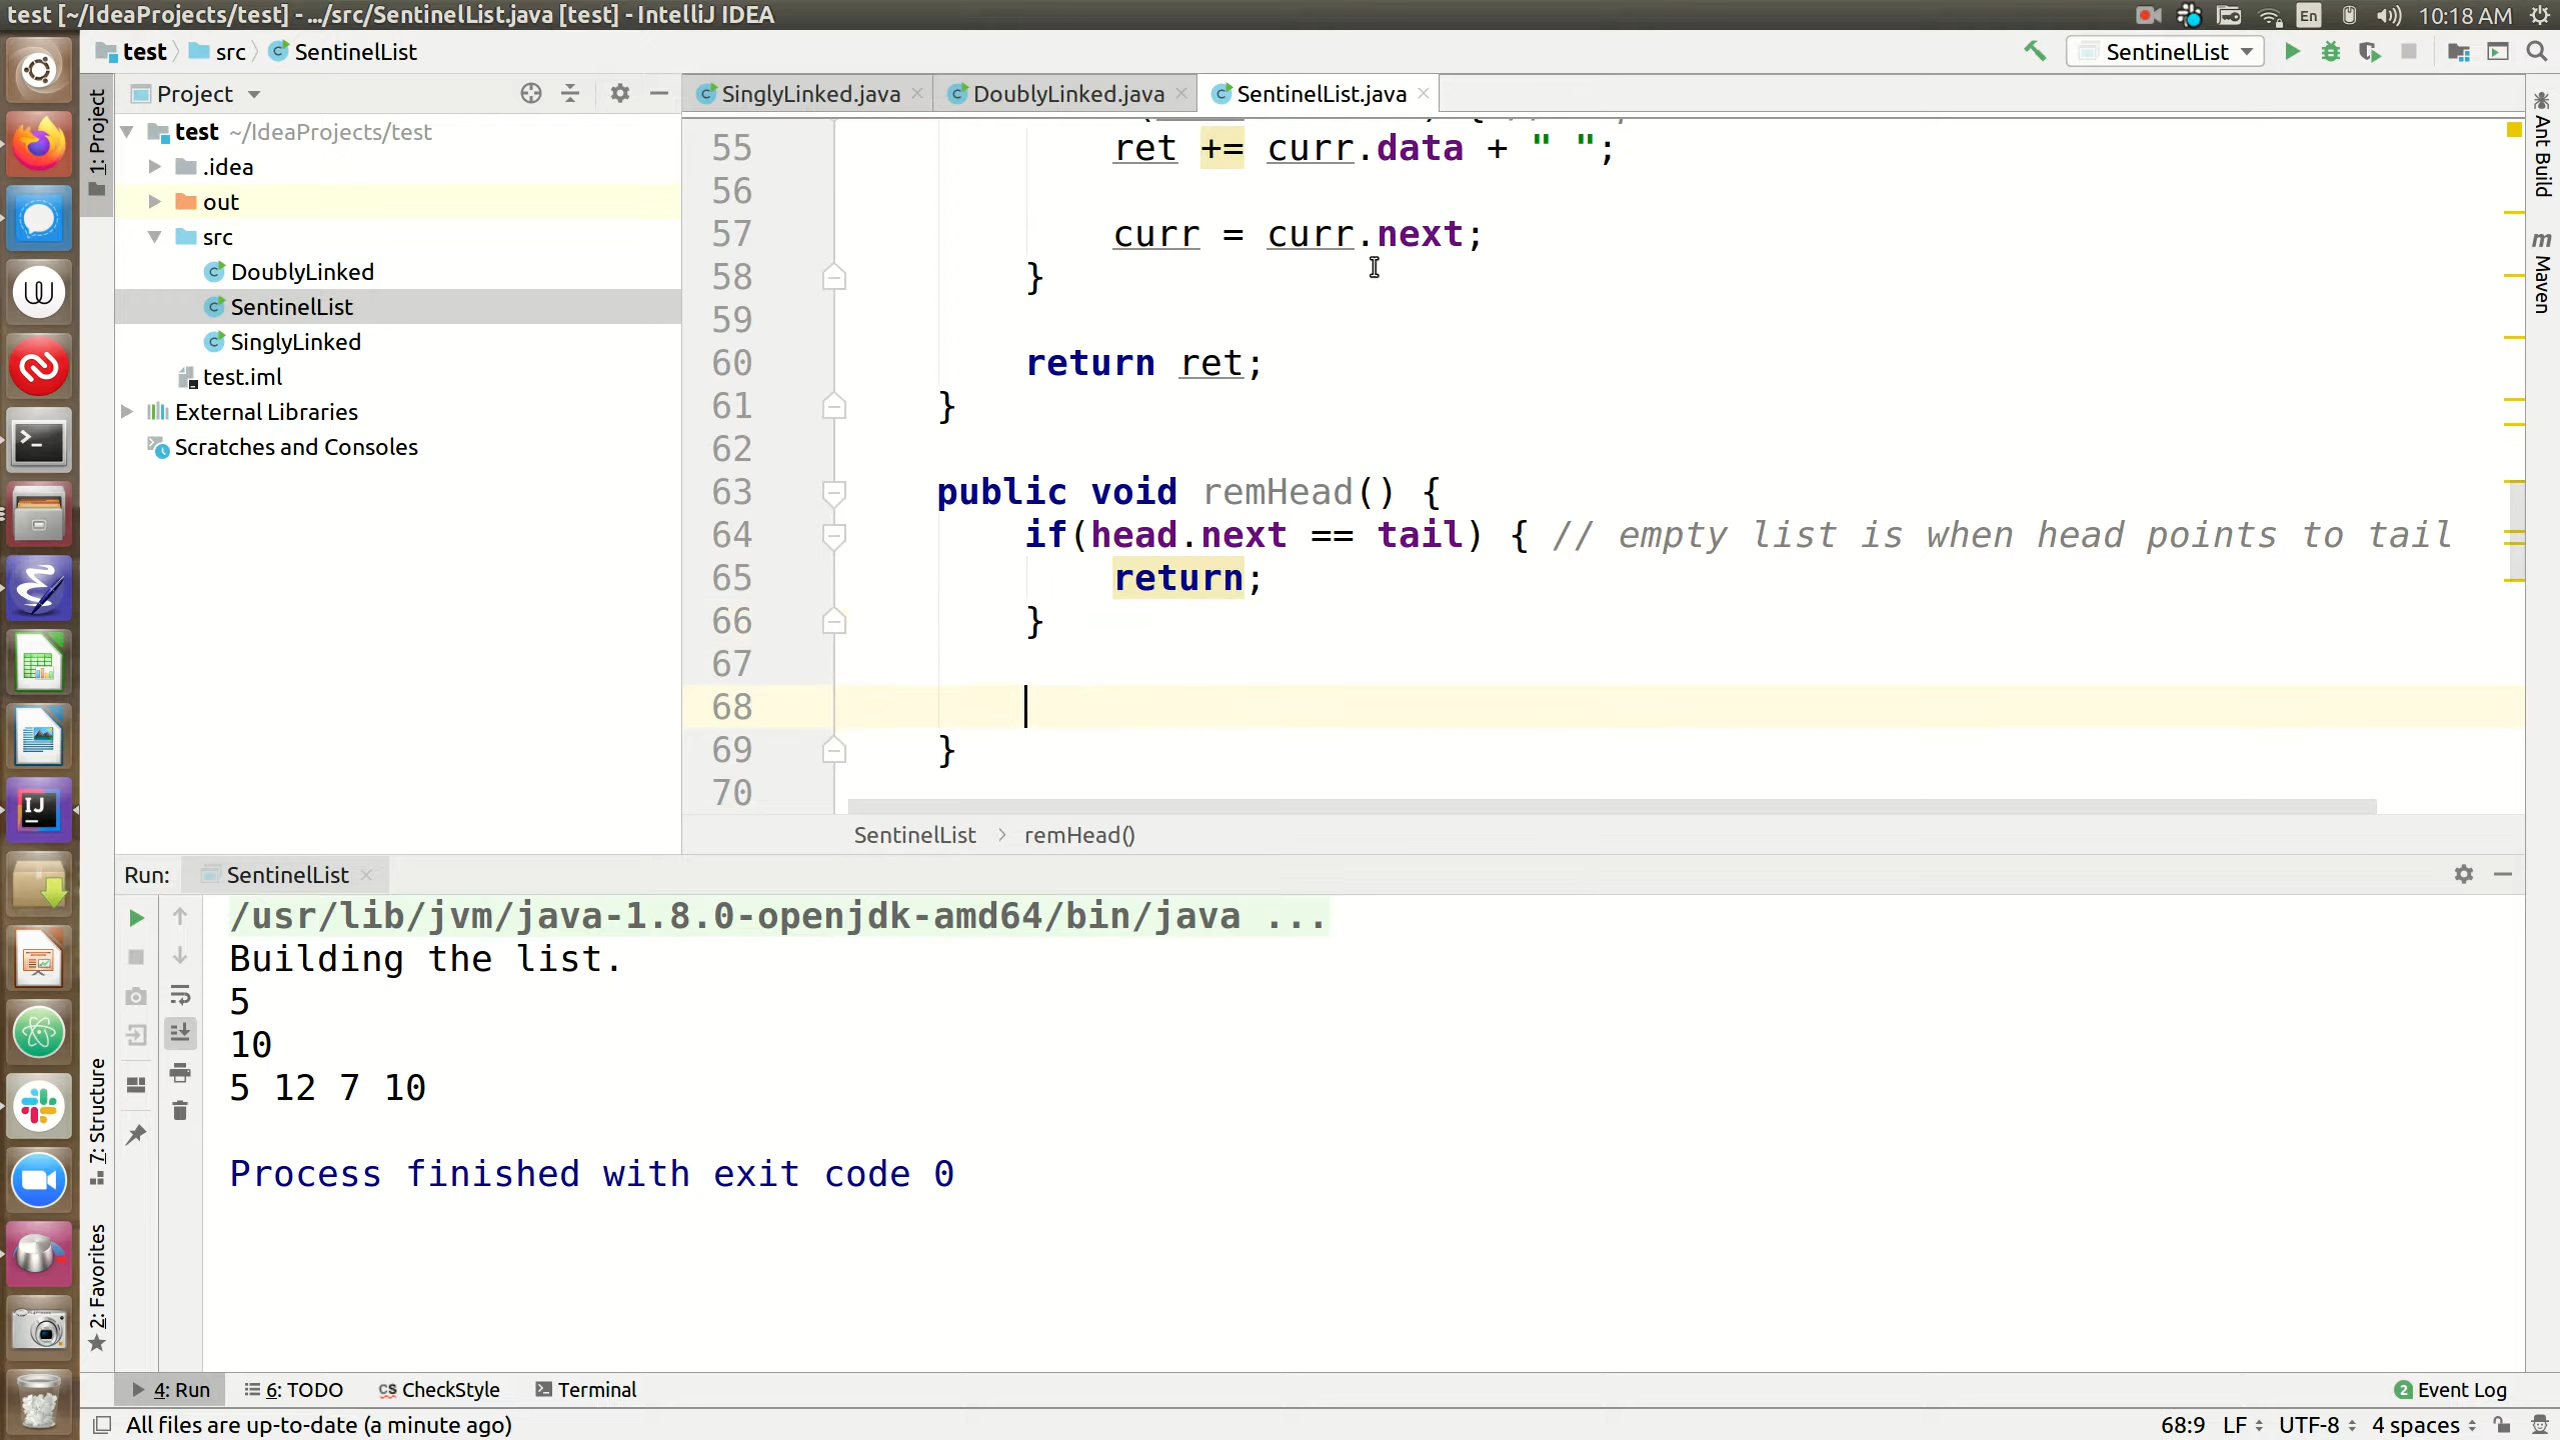 test [~/IdeaProjects/test] - .../src/SentinelList.java [test] - IntelliJ IDEA
En
10:18 AM
test
src
SentinelList
SentinelList
Project
SinglyLinked.java
DoublyLinked.java
SentinelList.java
1: Project
7: Structure
2: Favorites
test ~/IdeaProjects/test
.idea
out
src
DoublyLinked
SentinelList
SinglyLinked
test.iml
External Libraries
Scratches and Consoles
55 ret += curr.data + " ";
56
57 curr = curr.next;
58 }
59
60 return ret;
61 }
62
63 public void remHead() {
64 if(head.next == tail) { // empty list is when head points to tail
65 return;
66 }
67
68
69 }
70
SentinelList > remHead()
Ant Build
m Maven
Run: SentinelList
/usr/lib/jvm/java-1.8.0-openjdk-amd64/bin/java ...
Building the list.
5
10
5 12 7 10
Process finished with exit code 0
4: Run
6: TODO
CS CheckStyle
Terminal
2 Event Log
All files are up-to-date (a minute ago)
68:9 LF UTF-8 4 spaces
IJ